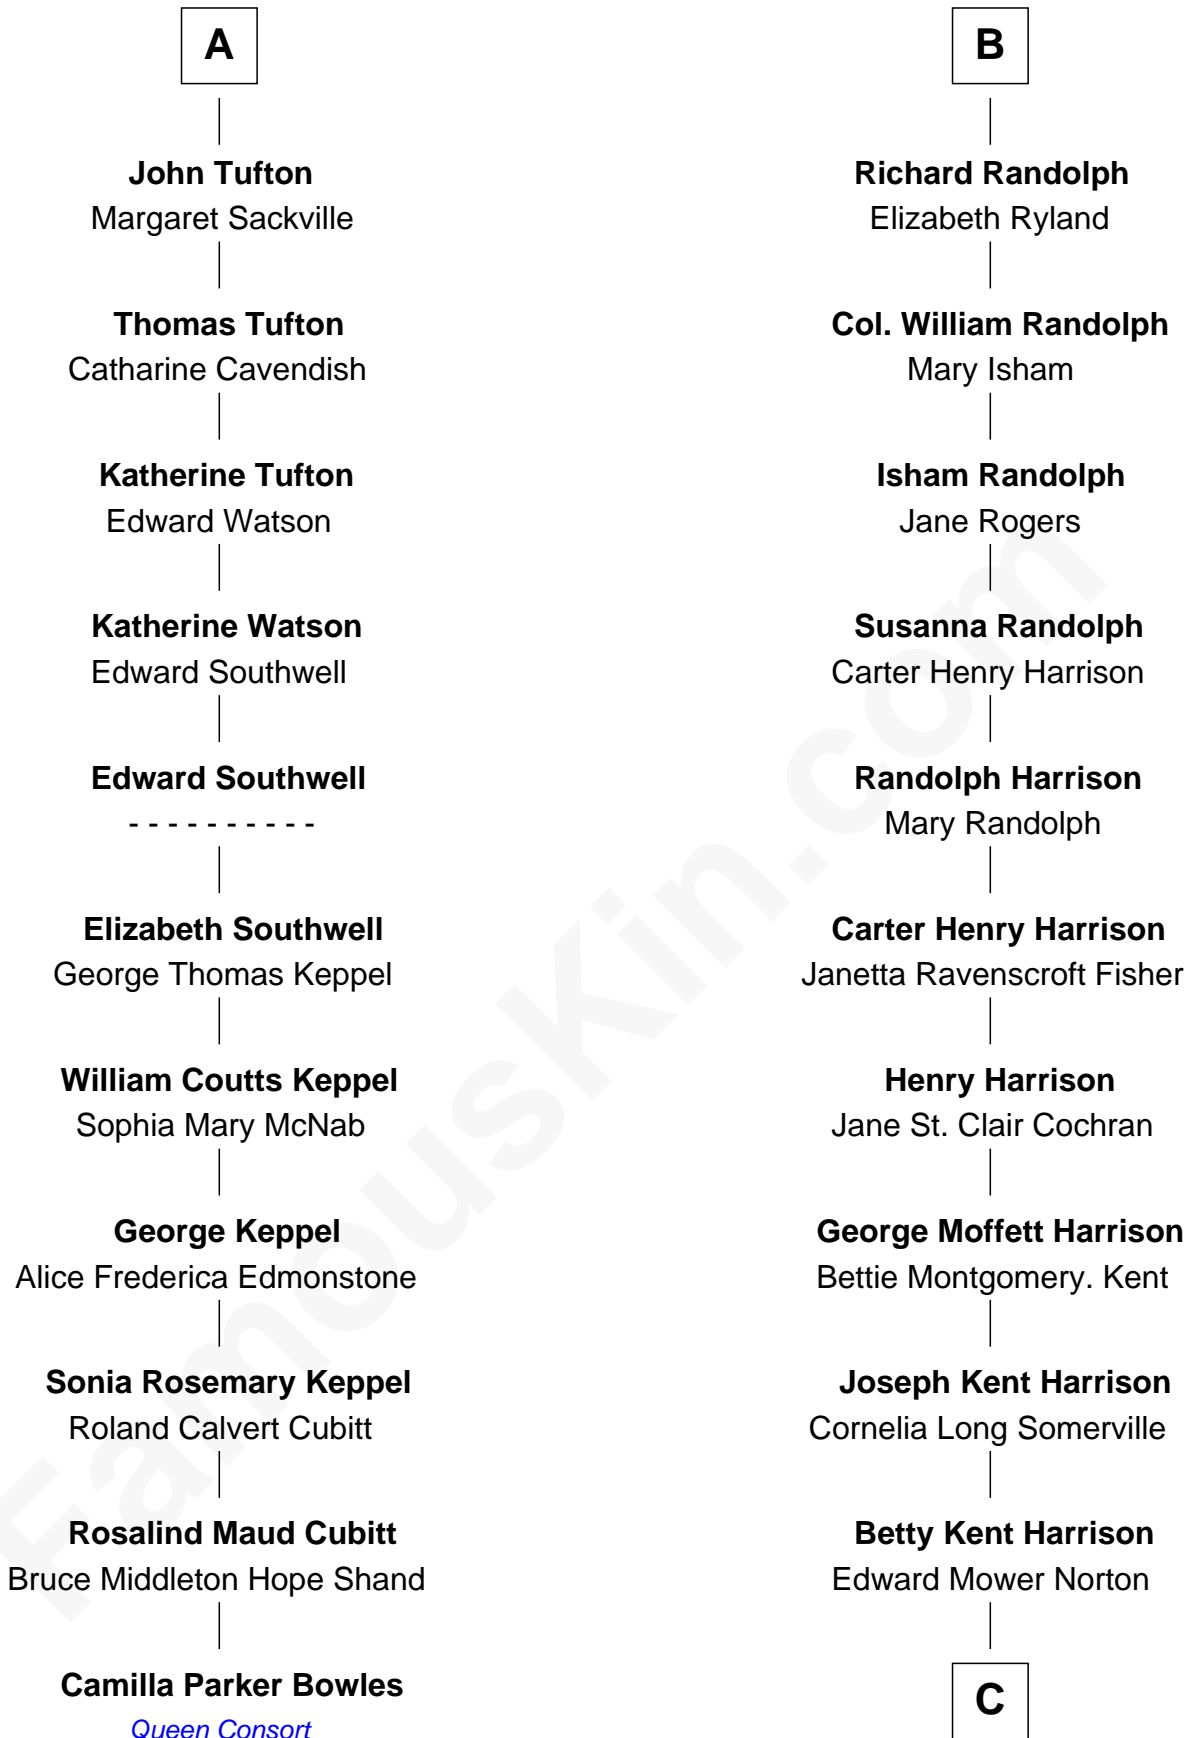 A
John Tufton
Margaret Sackville
Thomas Tufton
Catharine Cavendish
Katherine Tufton
Edward Watson
Katherine Watson
Edward Southwell
Edward Southwell
- - - - - - - - - -
Elizabeth Southwell
George Thomas Keppel
William Coutts Keppel
Sophia Mary McNab
George Keppel
Alice Frederica Edmonstone
Sonia Rosemary Keppel
Roland Calvert Cubitt
Rosalind Maud Cubitt
Bruce Middleton Hope Shand
Camilla Parker Bowles
Queen Consort
B
Richard Randolph
Elizabeth Ryland
Col. William Randolph
Mary Isham
Isham Randolph
Jane Rogers
Susanna Randolph
Carter Henry Harrison
Randolph Harrison
Mary Randolph
Carter Henry Harrison
Janetta Ravenscroft Fisher
Henry Harrison
Jane St. Clair Cochran
George Moffett Harrison
Bettie Montgomery. Kent
Joseph Kent Harrison
Cornelia Long Somerville
Betty Kent Harrison
Edward Mower Norton
C
FamousKin.com